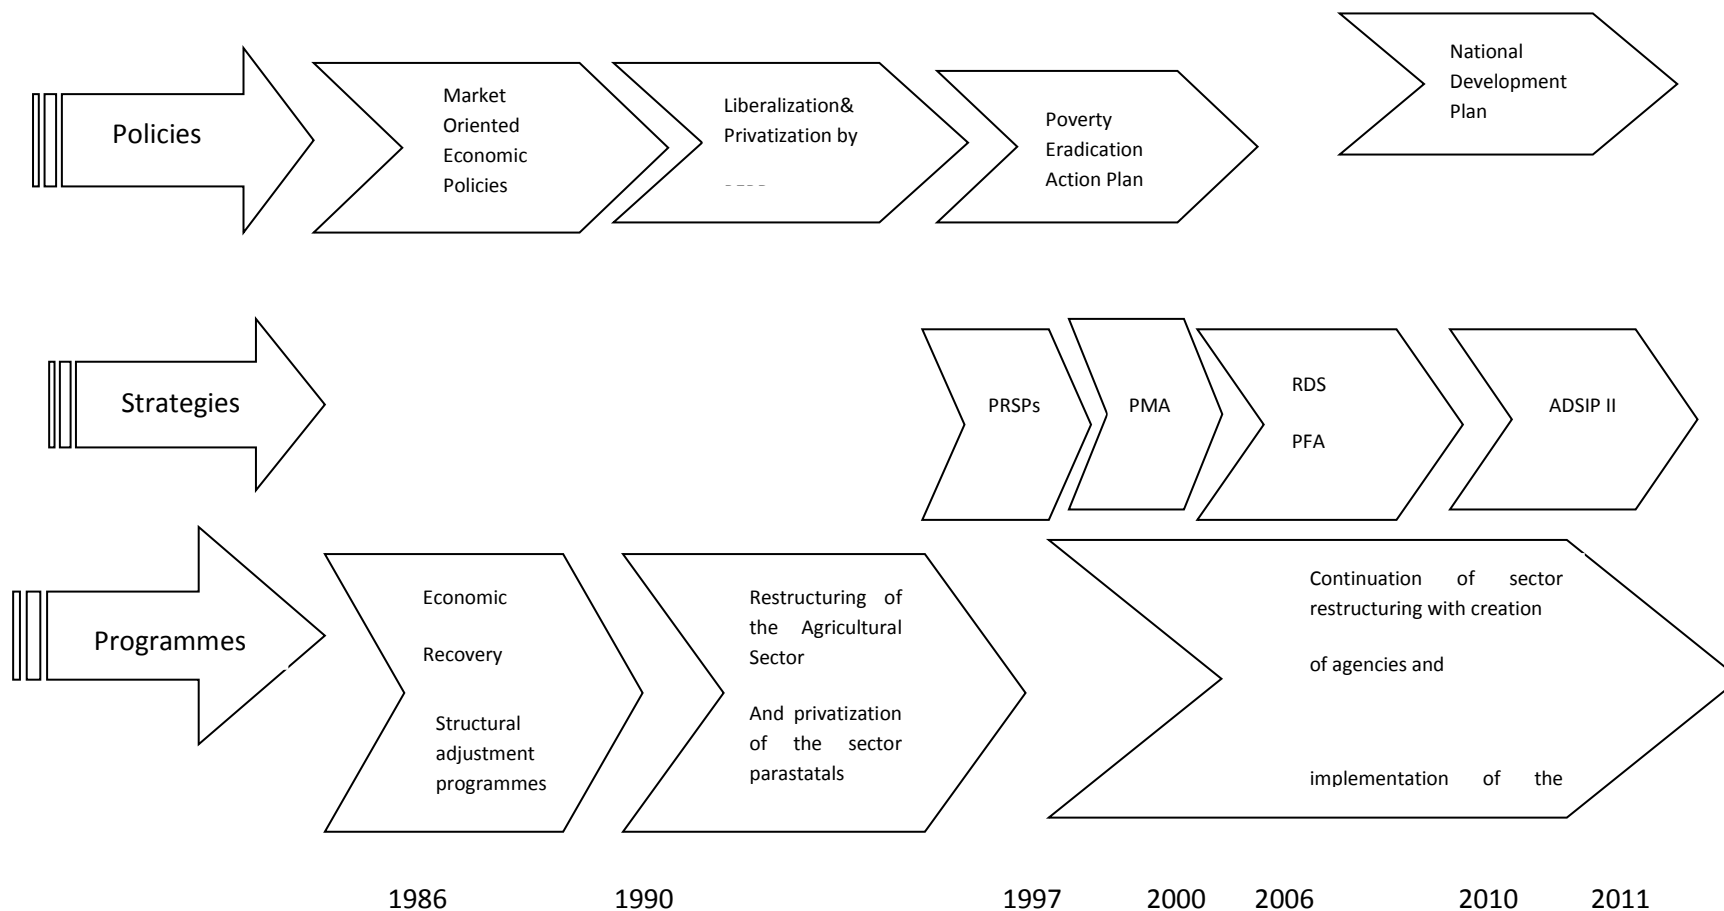 Policies
Market
Oriented
Economic
Policies
Liberalization&
Privatization by
Poverty
Eradication
Action Plan
National
Development
Plan
Strategies
PRSPs
PMA
RDS
PFA
ADSIP II
Programmes
Economic
Recovery
Structural
adjustment
programmes
Restructuring of
the Agricultural
Sector
And privatization
of the sector
parastatals
Continuation of sector
restructuring with creation
of agencies and
implementation of the
1986 1990 1997 2000 2006 2010 2011